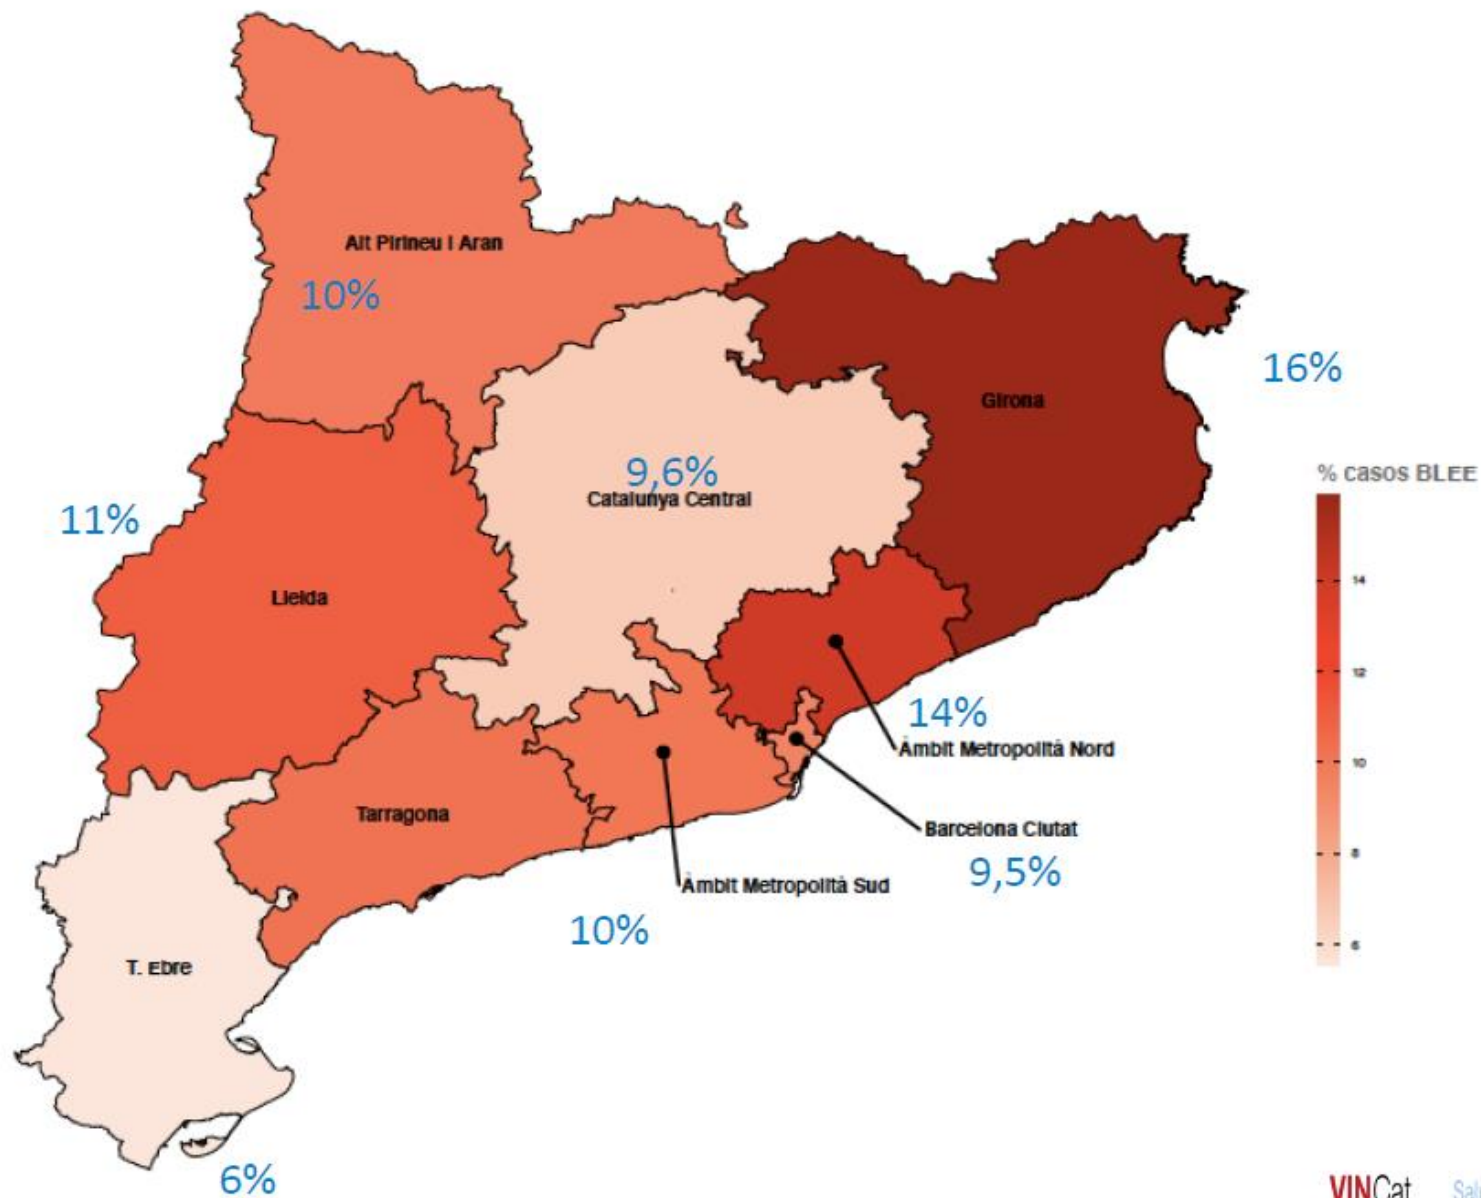 Alt Pirineu i Aran
10%
16%
Girona
9,6%
Catalunya Central
% casos BLEE
11%
14
Lleida
12
14%
Àmbit Metropolità Nord
10
Tarragona
Barcelona Ciutat
8
9,5%
Àmbit Metropolità Sud
10%
6
T. Ebre
6%
VINCat